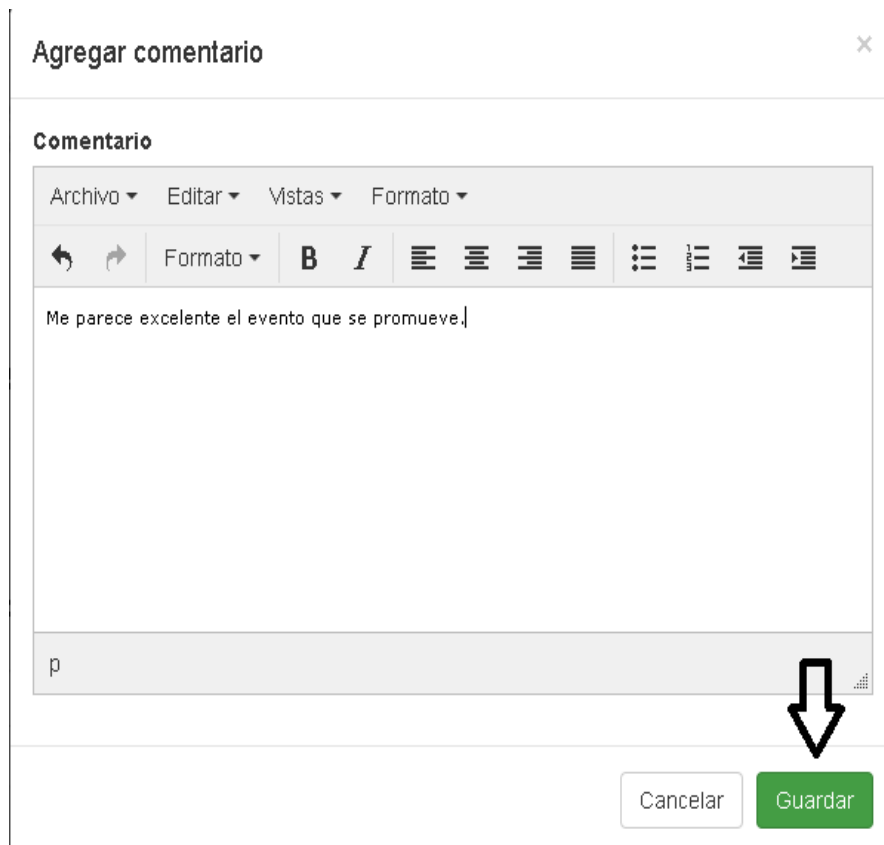 Agregar comentario ×
Comentario
Archivo Editar Vistas Formato
Formato B I
Me parece excelente el evento que se promueve.
p
Cancelar Guardar